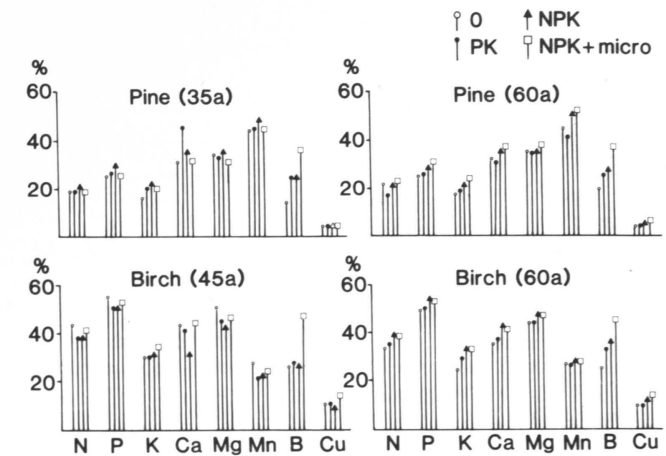 0 NPK
PK NPK+micro
% %
60 Pine (35a) 60 Pine (60a)
40 40
20 20
% %
60 Birch (45a) 60 Birch (60a)
40 40
20 20
N P K Ca Mg Mn B Cu N P K Ca Mg Mn B Cu